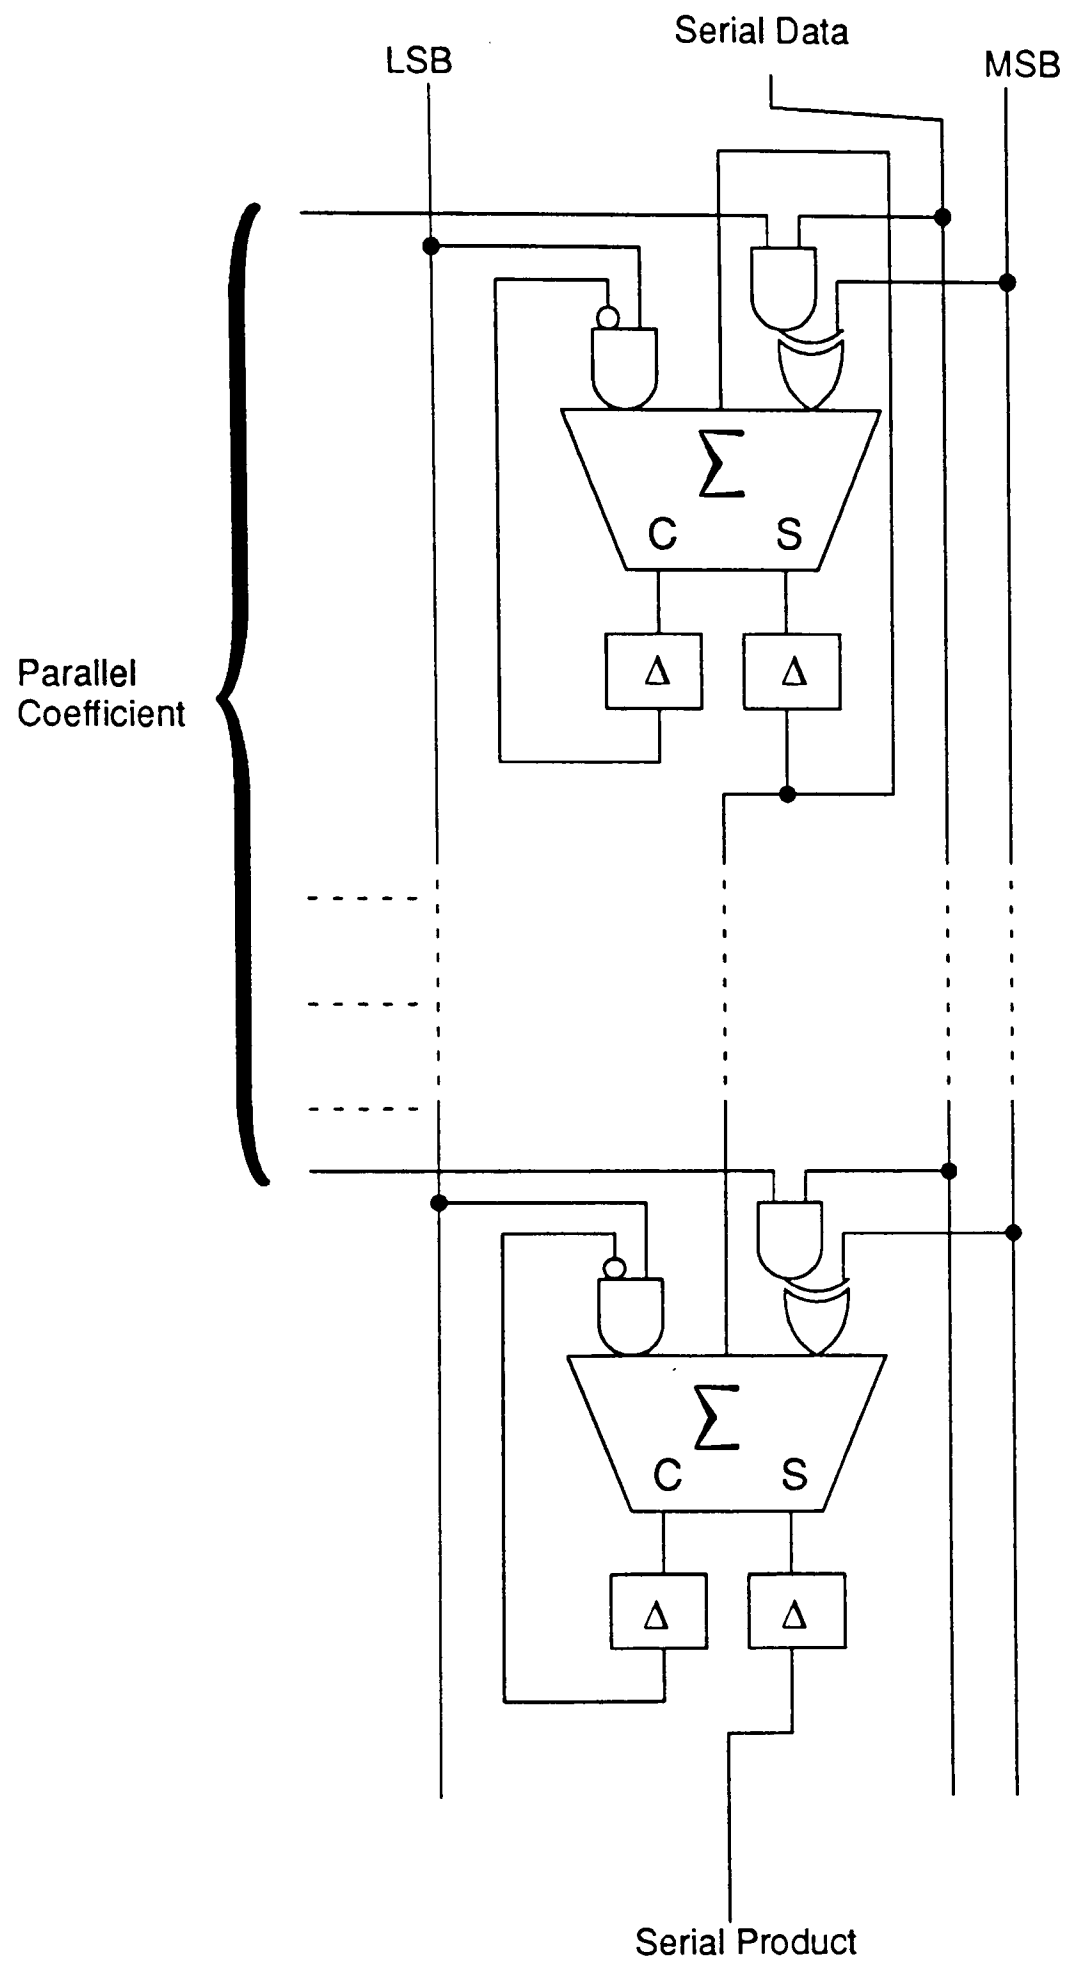 Serial Data
LSB
MSB
Σ
C S
Δ Δ
Parallel
Coefficient
Σ
C S
Δ Δ
Serial Product